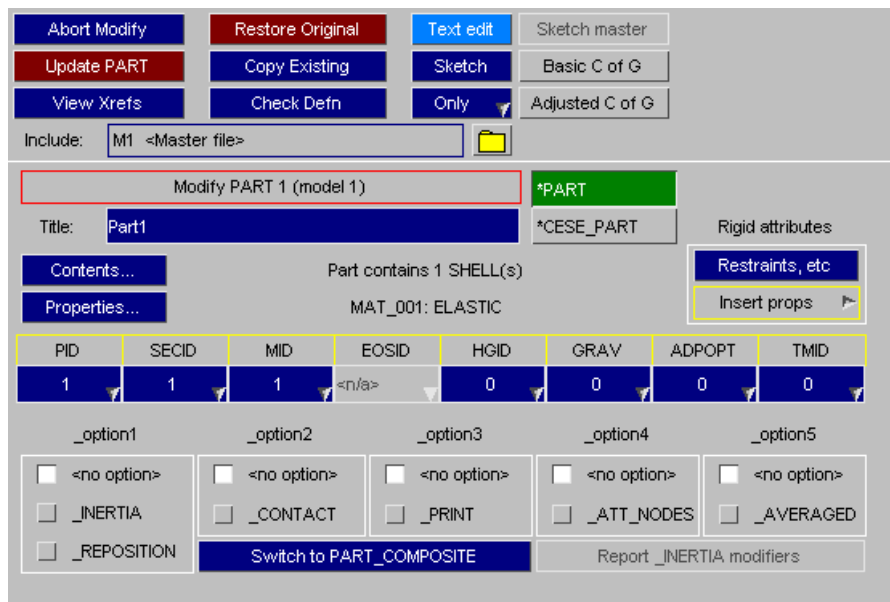 Abort Modify Restore Original Text edit Sketch master
Update PART Copy Existing Sketch Basic C of G
View Xrefs Check Defn Only Adjusted C of G
Include: M1 <Master file>
Modify PART 1 (model 1) *PART
Title: Part1 *CESE_PART Rigid attributes
Contents... Part contains 1 SHELL(s) Restraints, etc
Properties... MAT_001: ELASTIC Insert props
PID SECID MID EOSID HGID GRAV ADPOPT TMID
1 1 1 <n/a> 0 0 0 0
_option1 _option2 _option3 _option4 _option5
<no option> <no option> <no option> <no option> <no option>
_INERTIA _CONTACT _PRINT _ATT_NODES _AVERAGED
_REPOSITION Switch to PART_COMPOSITE Report _INERTIA modifiers